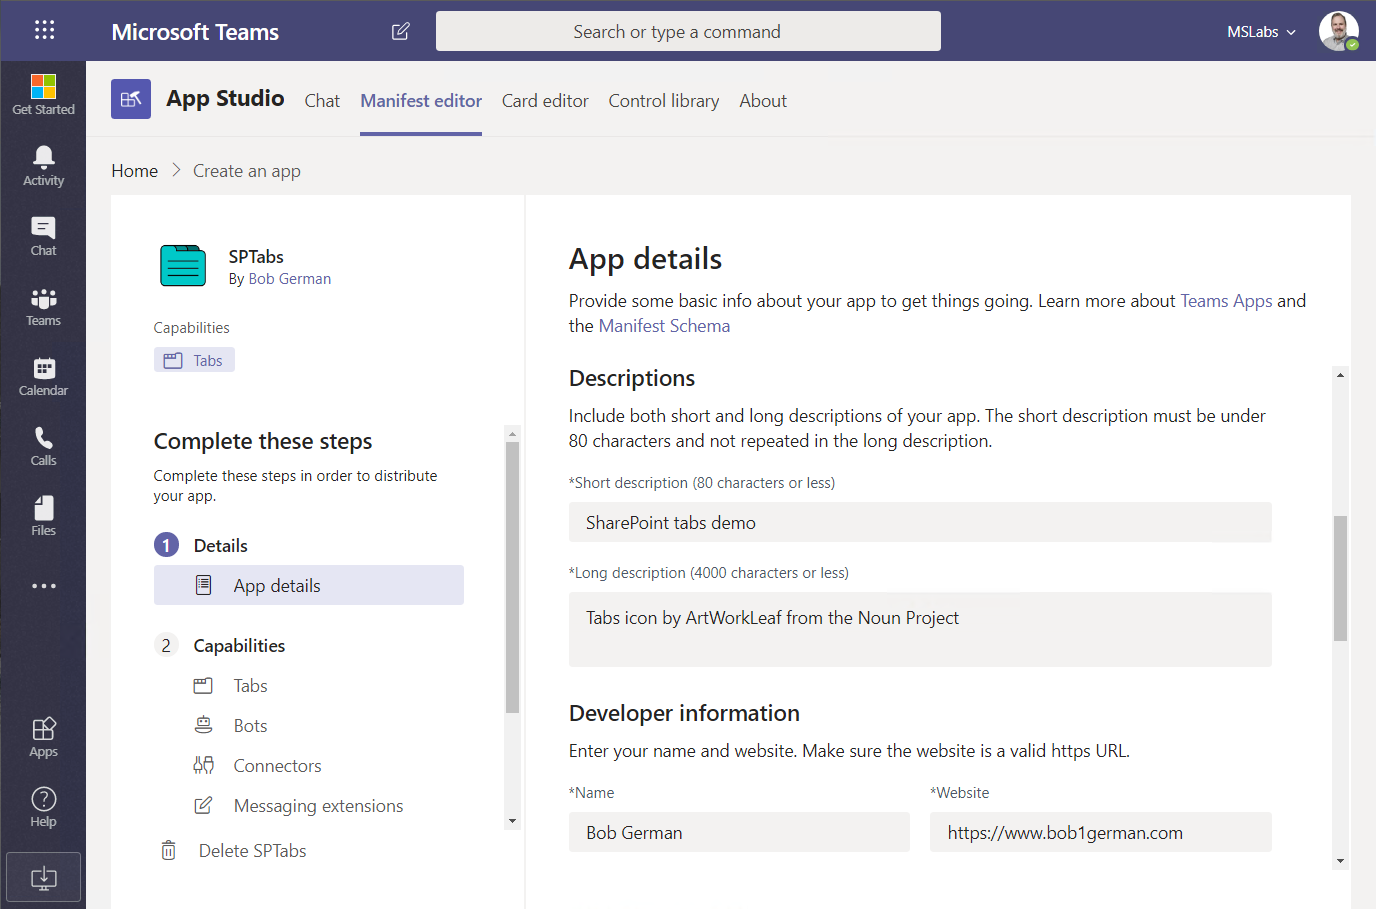 Microsoft Teams
Search or type a command
MSLabs
Get Started
Activity
Chat
Teams
Calendar
Calls
Files
Apps
Help
App Studio Chat Manifest editor Card editor Control library About
Home Create an app
SPTabs
By Bob German
Capabilities
Tabs
Complete these steps
Complete these steps in order to distribute
your app.
1 Details
App details
2 Capabilities
Tabs
Bots
Connectors
Messaging extensions
Delete SPTabs
App details
Provide some basic info about your app to get things going. Learn more about Teams Apps and
the Manifest Schema
Descriptions
Include both short and long descriptions of your app. The short description must be under
80 characters and not repeated in the long description.
*Short description (80 characters or less)
SharePoint tabs demo
*Long description (4000 characters or less)
Tabs icon by ArtWorkLeaf from the Noun Project
Developer information
Enter your name and website. Make sure the website is a valid https URL.
*Name *Website
Bob German https://www.bob1german.com